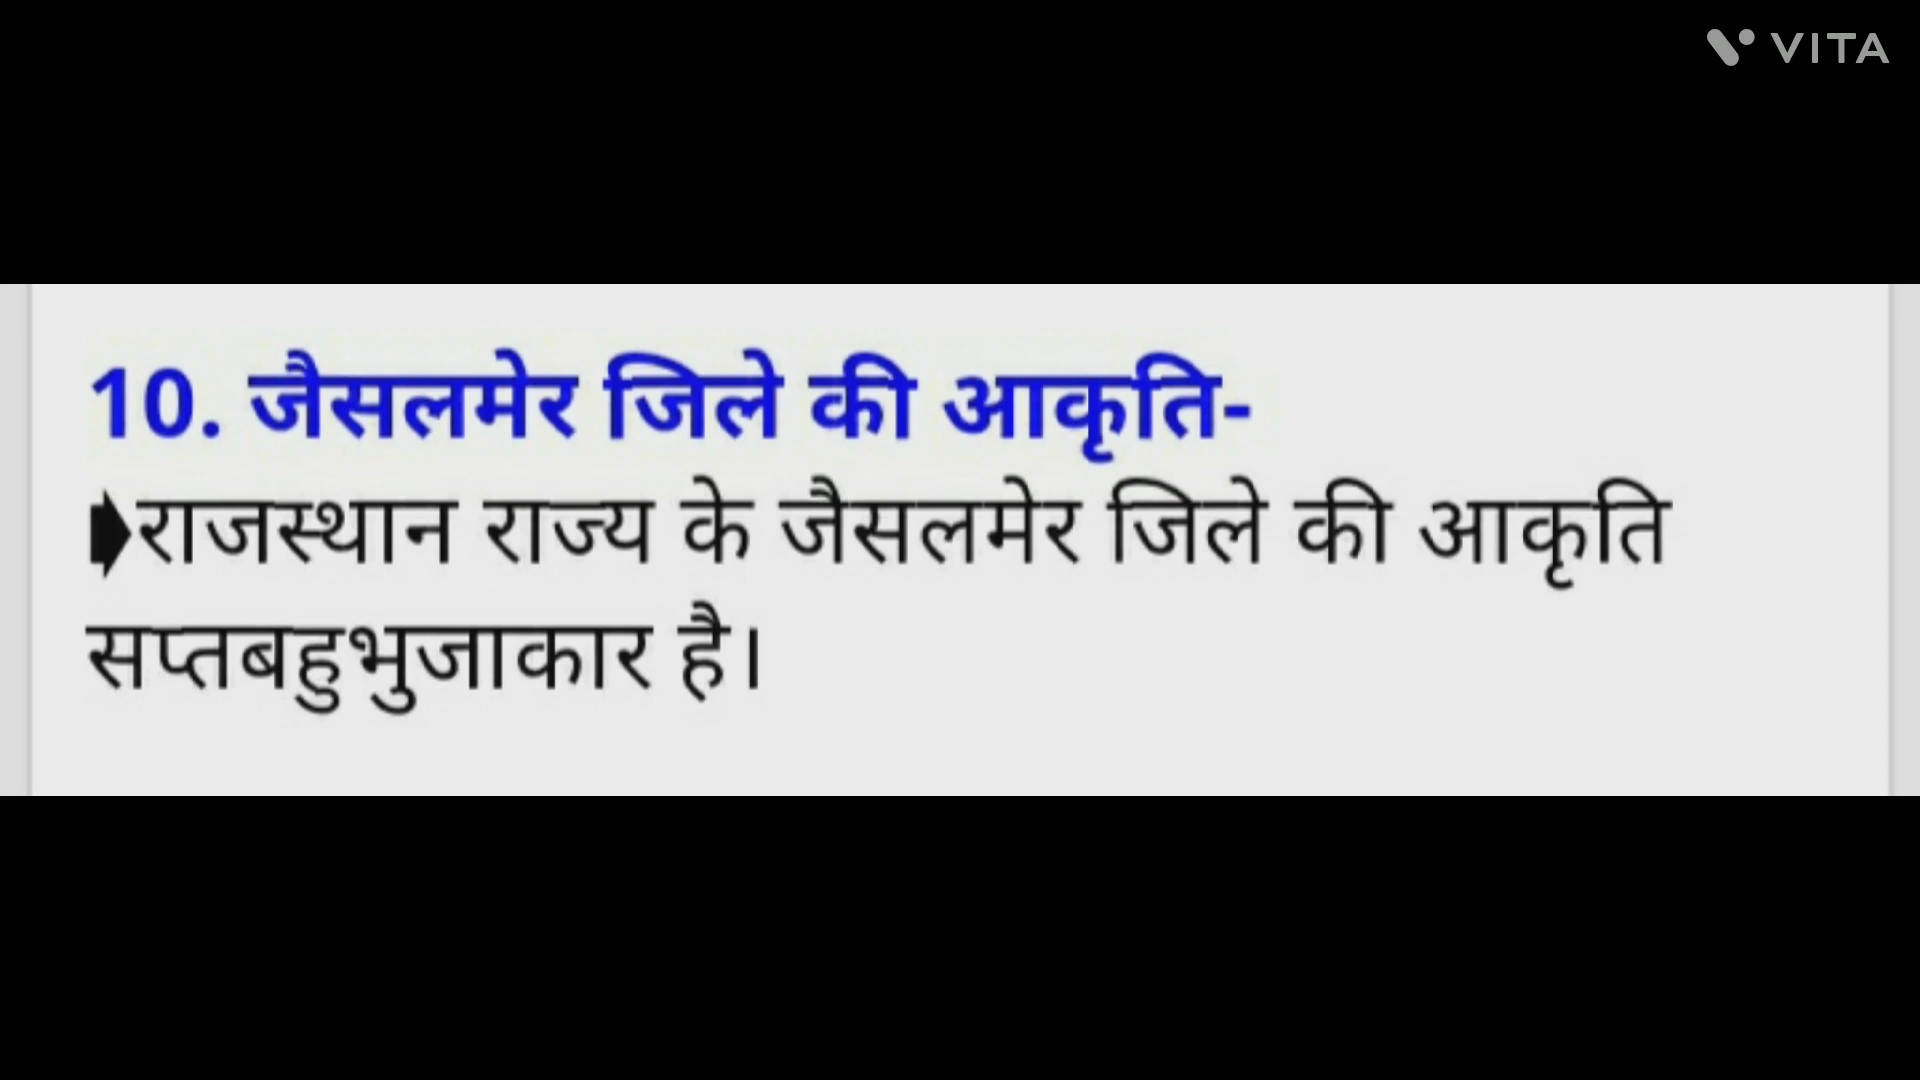 VITA
10. जैसलमेर जिले की आकृति-
➧राजस्थान राज्य के जैसलमेर जिले की आकृति
सप्तबहुभुजाकार है।